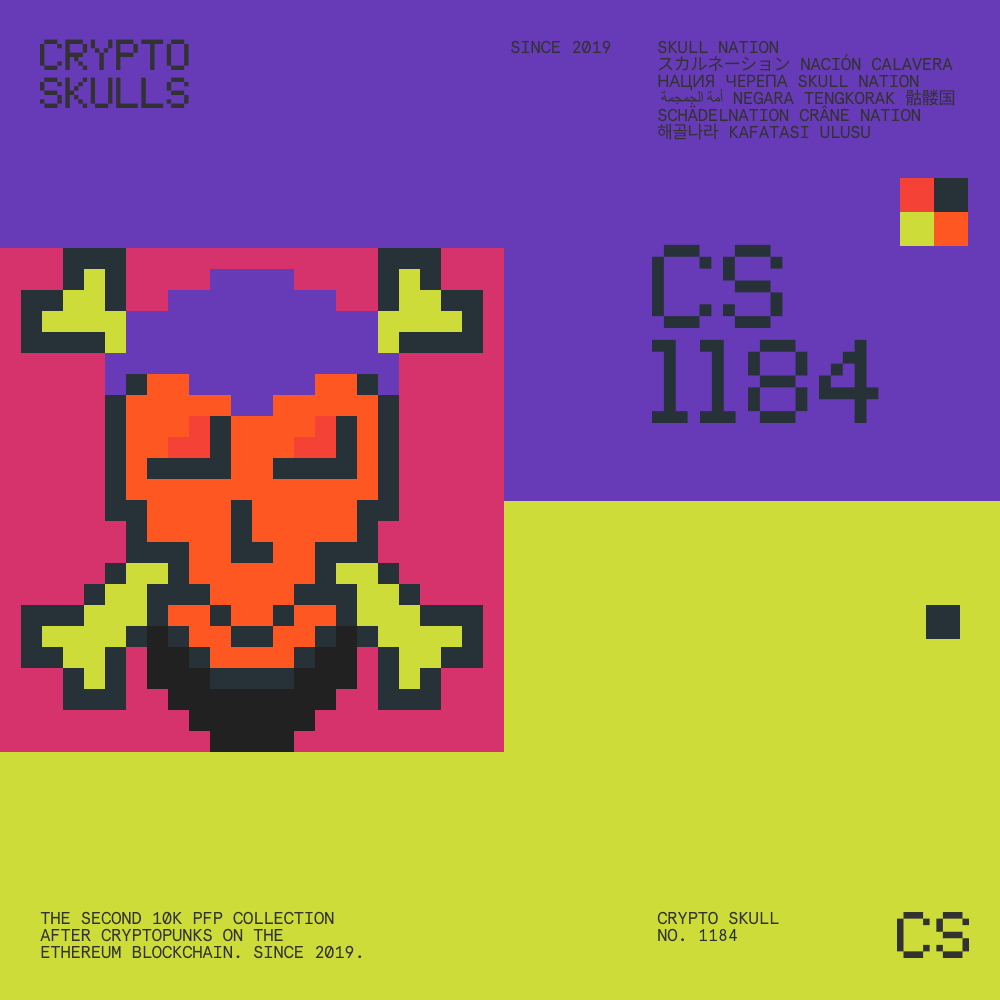 CRYPTO
SKULLS
SINCE 2019
SKULL NATION
スカルネーション NACIÓN CALAVERA
НАЦИЯ ЧЕРЕПА SKULL NATION
أمة الجمجمة NEGARA TENGKORAK 骷髅国
SCHÄDELNATION CRÂNE NATION
해골나라 KAFATASI ULUSU
CS
1184
THE SECOND 10K PFP COLLECTION
AFTER CRYPTOPUNKS ON THE
ETHEREUM BLOCKCHAIN. SINCE 2019.
CRYPTO SKULL
NO. 1184
CS